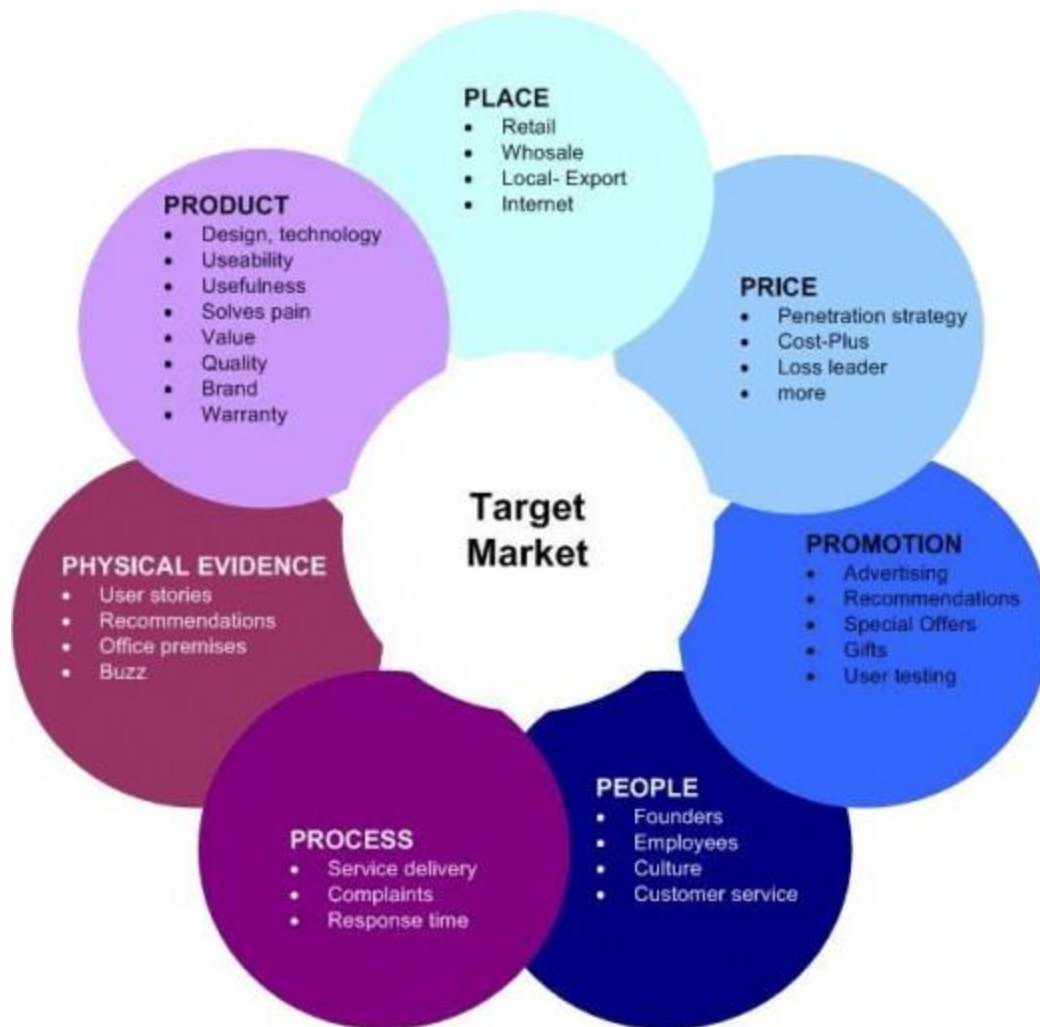 PLACE
• Retail
• Whosale
• Local- Export
• Internet
PRODUCT
• Design, technology
• Useability
• Usefulness
• Solves pain
• Value
• Quality
• Brand
• Warranty
PRICE
• Penetration strategy
• Cost-Plus
• Loss leader
• more
Target
Market
PHYSICAL EVIDENCE
• User stories
• Recommendations
• Office premises
• Buzz
PROMOTION
• Advertising
• Recommendations
• Special Offers
• Gifts
• User testing
PROCESS
• Service delivery
• Complaints
• Response time
PEOPLE
• Founders
• Employees
• Culture
• Customer service